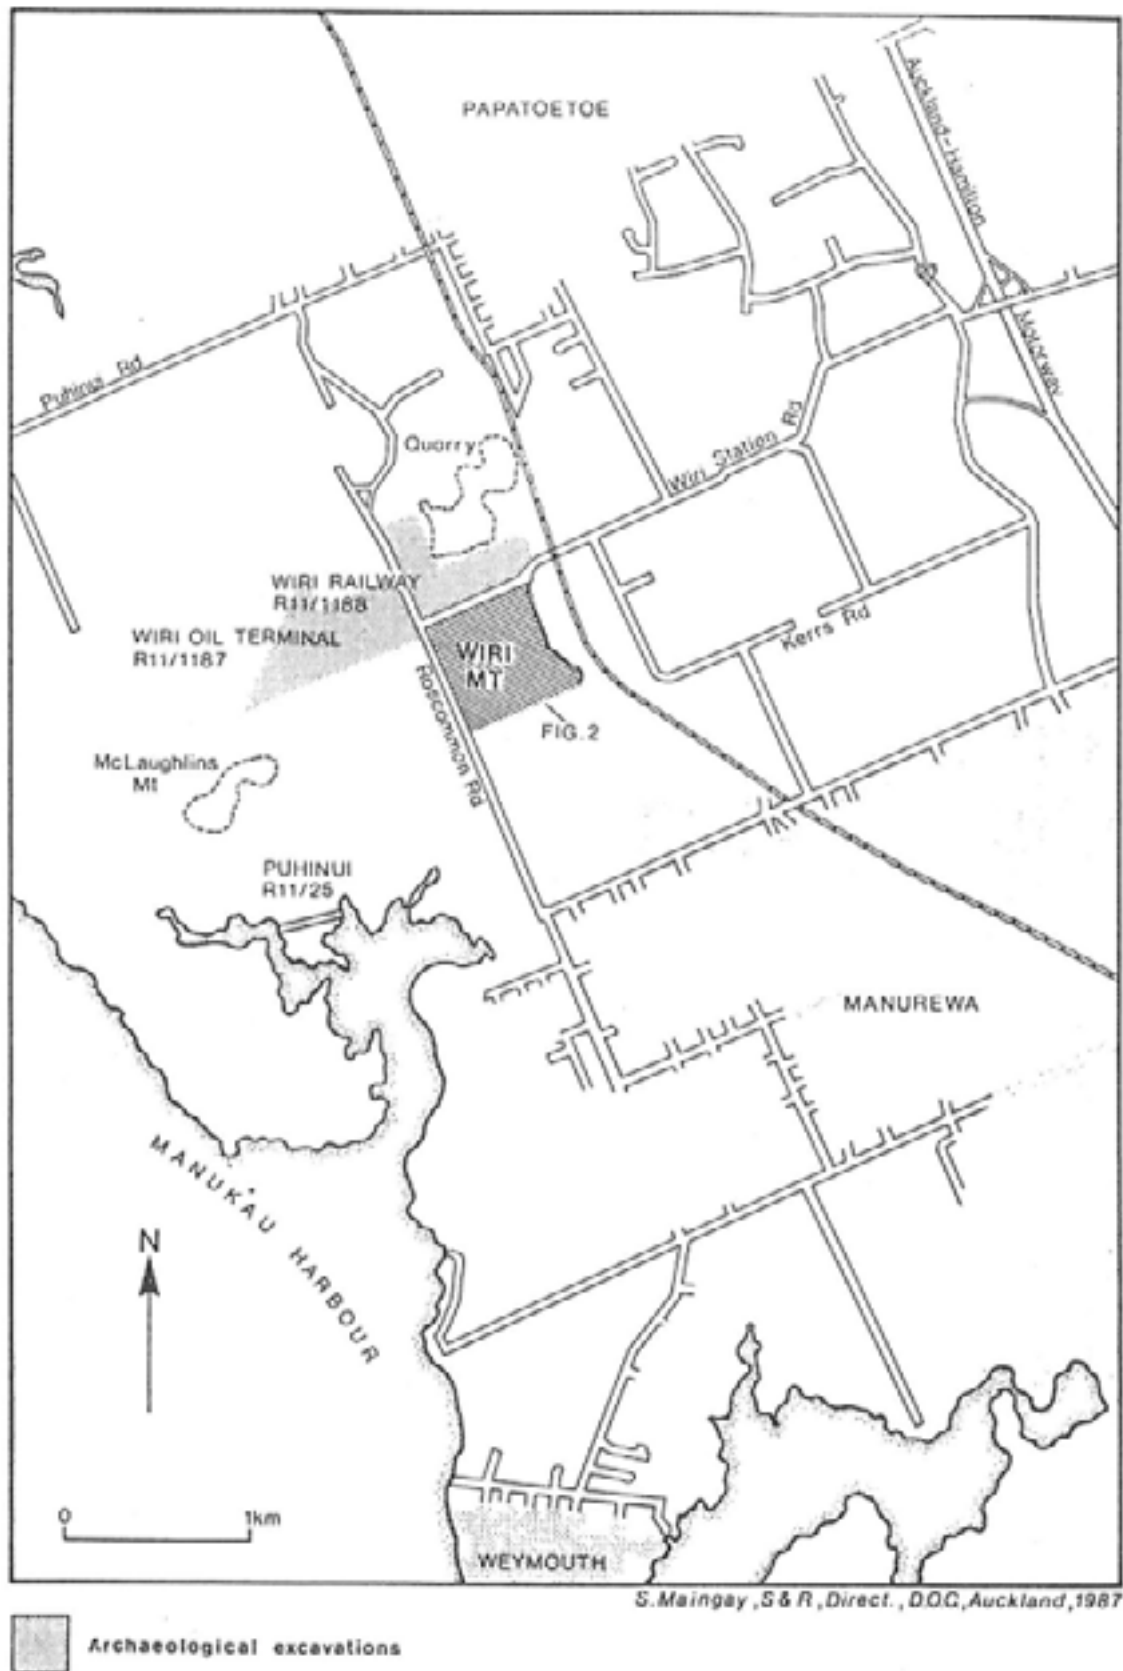 PAPATOETOE
Auckland-Hamilton
Motorway
Puhinui Rd
Quarry
Wiri Station Rd
WIRI RAILWAY
R11/1188
WIRI OIL TERMINAL
R11/1187
WIRI
MT
Kerrs Rd
Roscommon Rd
FIG.2
McLaughlins
Mt
PUHINUI
R11/25
MANUREWA
MANUKAU HARBOUR
N
0 1km
WEYMOUTH
S.Maingay, S & R, Direct., D.O.C, Auckland, 1987
Archaeological excavations